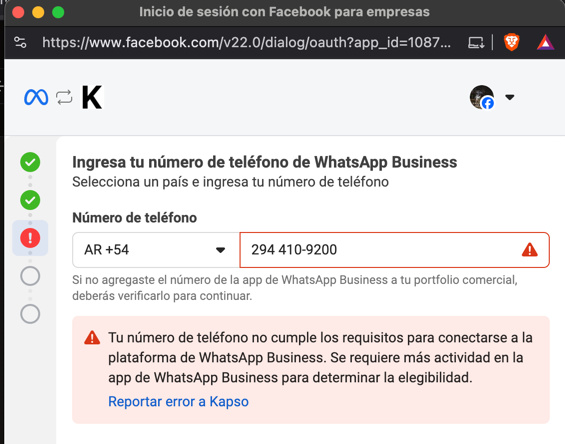 Inicio de sesión con Facebook para empresas
https://www.facebook.com/v22.0/dialog/oauth?app_id=1087...
K
Ingresa tu número de teléfono de WhatsApp Business
Selecciona un país e ingresa tu número de teléfono
Número de teléfono
AR +54 294 410-9200
Si no agregaste el número de la app de WhatsApp Business a tu portfolio comercial,
deberás verificarlo para continuar.
Tu número de teléfono no cumple los requisitos para conectarse a la
plataforma de WhatsApp Business. Se requiere más actividad en la
app de WhatsApp Business para determinar la elegibilidad.
Reportar error a Kapso